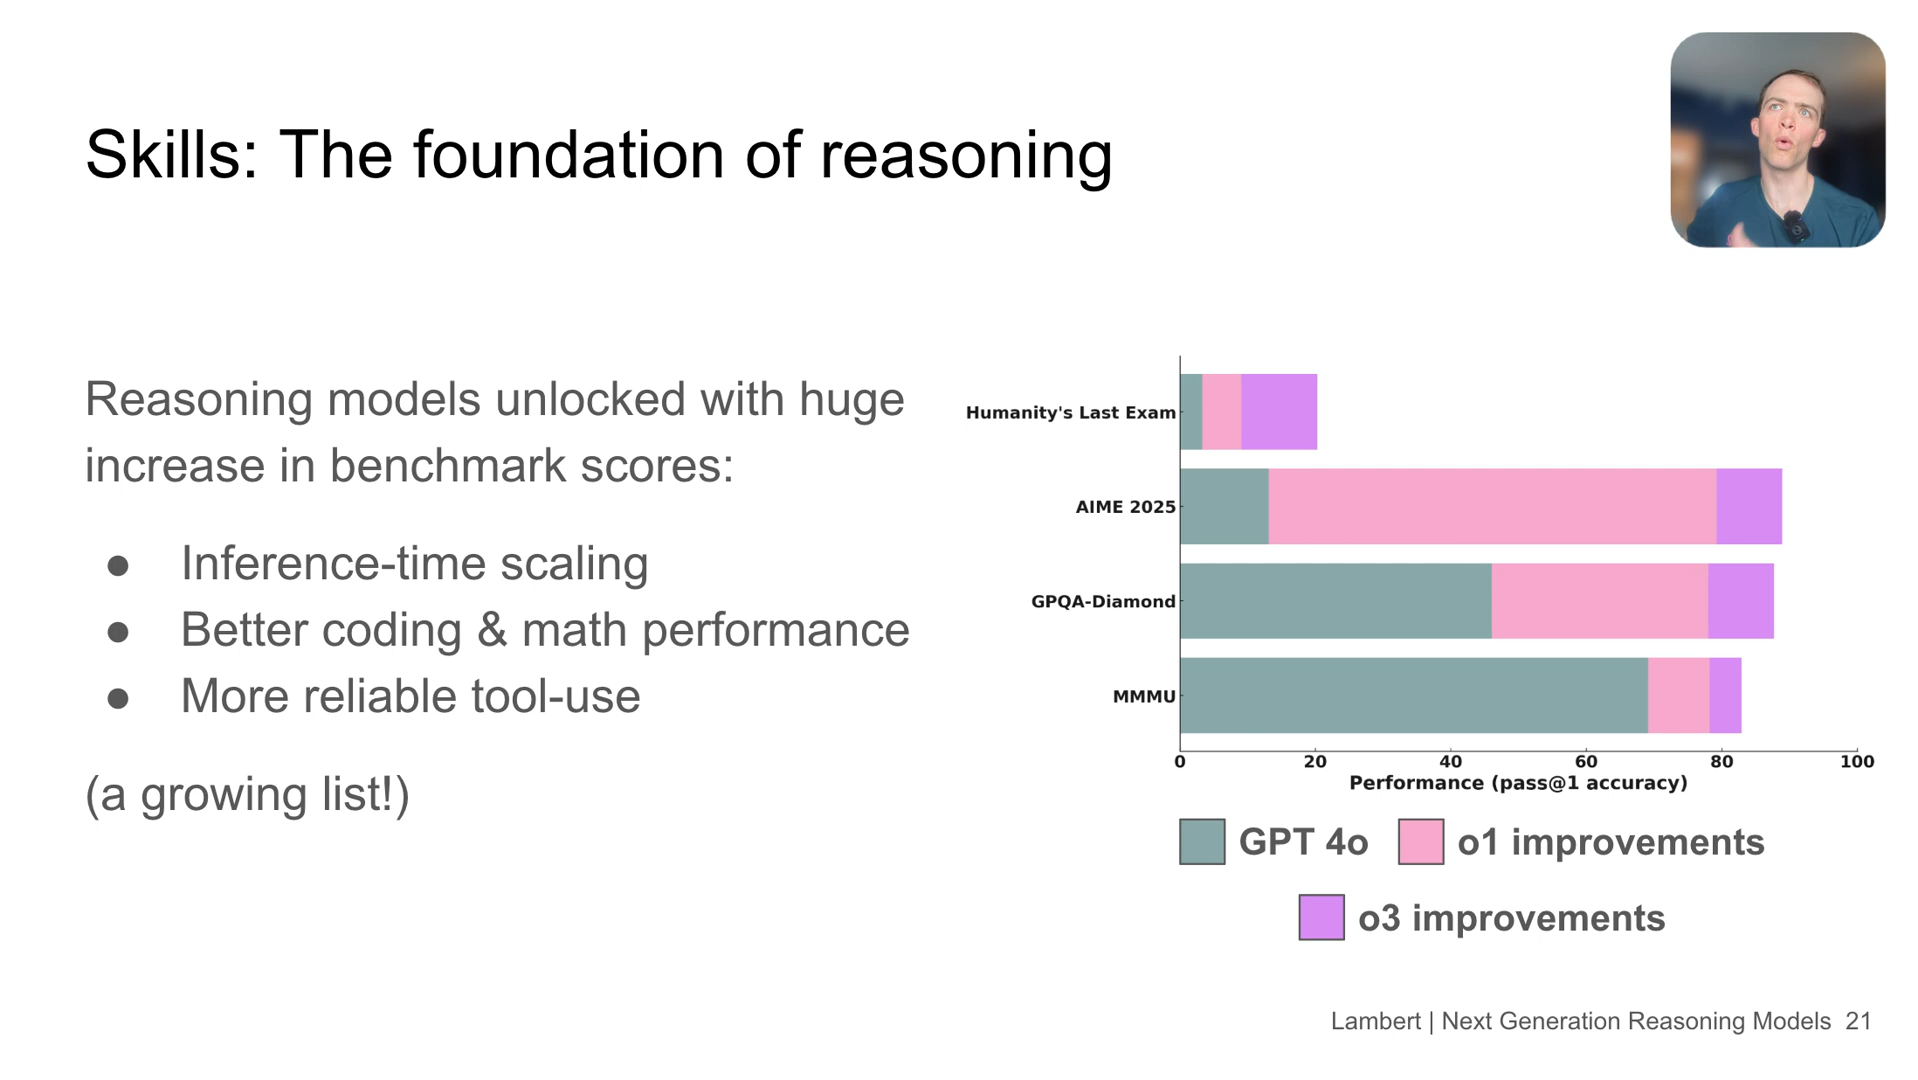 Skills: The foundation of reasoning
Reasoning models unlocked with huge
increase in benchmark scores:
● Inference-time scaling
● Better coding & math performance
● More reliable tool-use
(a growing list!)
Humanity's Last Exam
AIME 2025
GPQA-Diamond
MMMU
0 20 40 60 80 100
Performance (pass@1 accuracy)
GPT 4o o1 improvements
o3 improvements
Lambert | Next Generation Reasoning Models 21